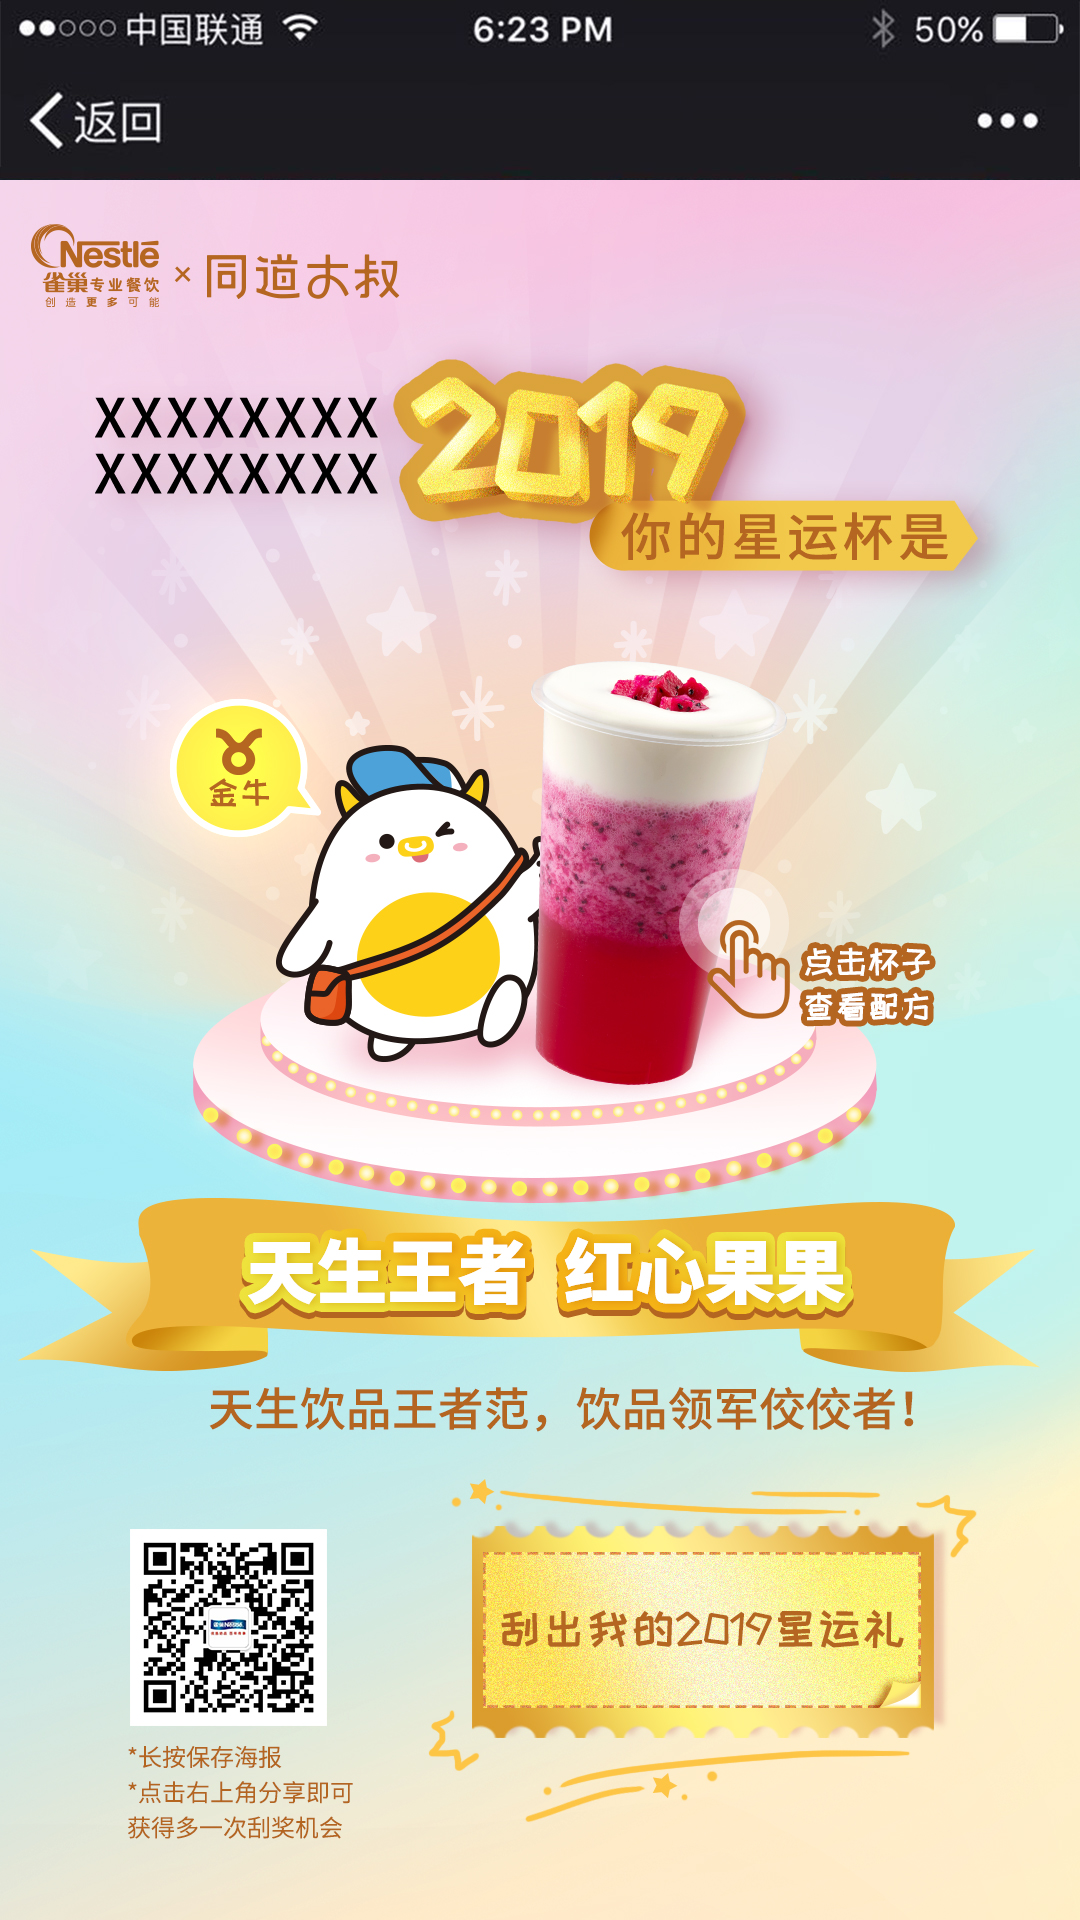 中国联通
6:23 PM
50%
返回
Nestlé
雀巢专业餐饮
创造更多可能
×
同道大叔
XXXXXXXX
XXXXXXXX
2019
你的星运杯是
金牛
点击杯子
查看配方
天生王者 红心果果
天生饮品王者范，饮品领军佼佼者！
刮出我的2019星运礼
*长按保存海报
*点击右上角分享即可
获得多一次刮奖机会